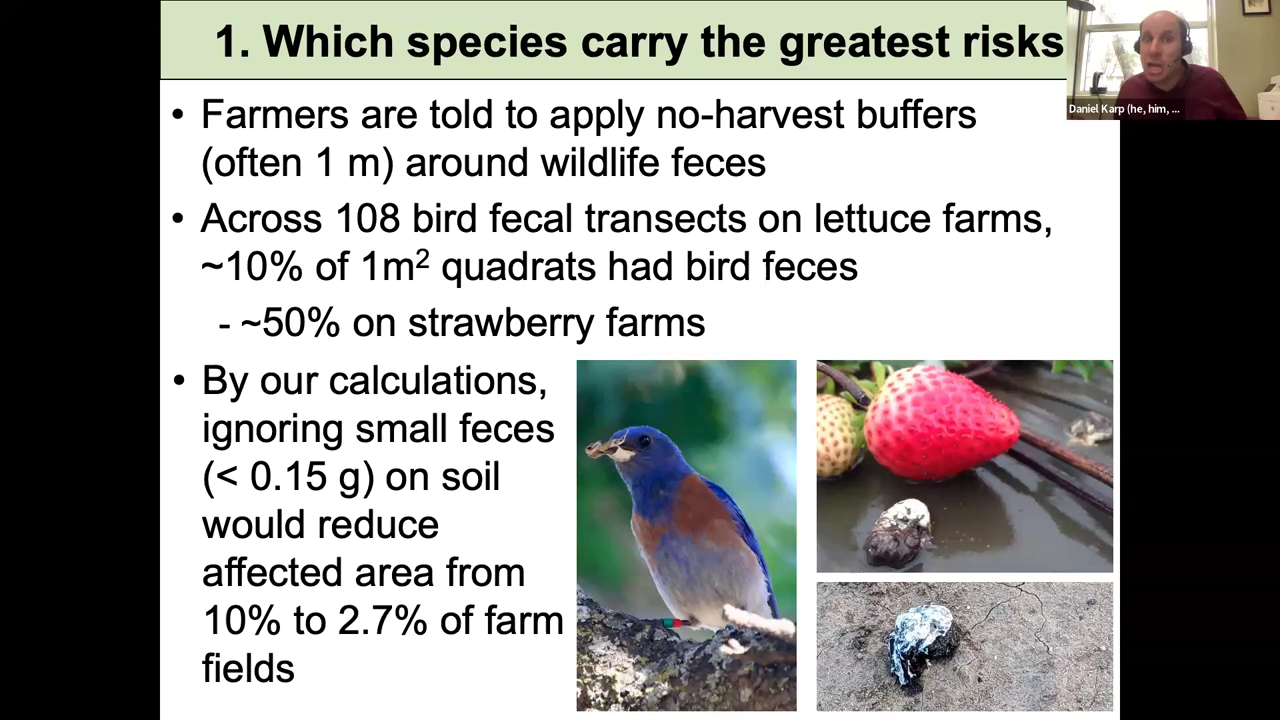 1. Which species carry the greatest risks
Daniel Karp (he, him, ...
• Farmers are told to apply no-harvest buffers
(often 1 m) around wildlife feces
• Across 108 bird fecal transects on lettuce farms,
~10% of 1m² quadrats had bird feces
- ~50% on strawberry farms
• By our calculations,
ignoring small feces
(< 0.15 g) on soil
would reduce
affected area from
10% to 2.7% of farm
fields